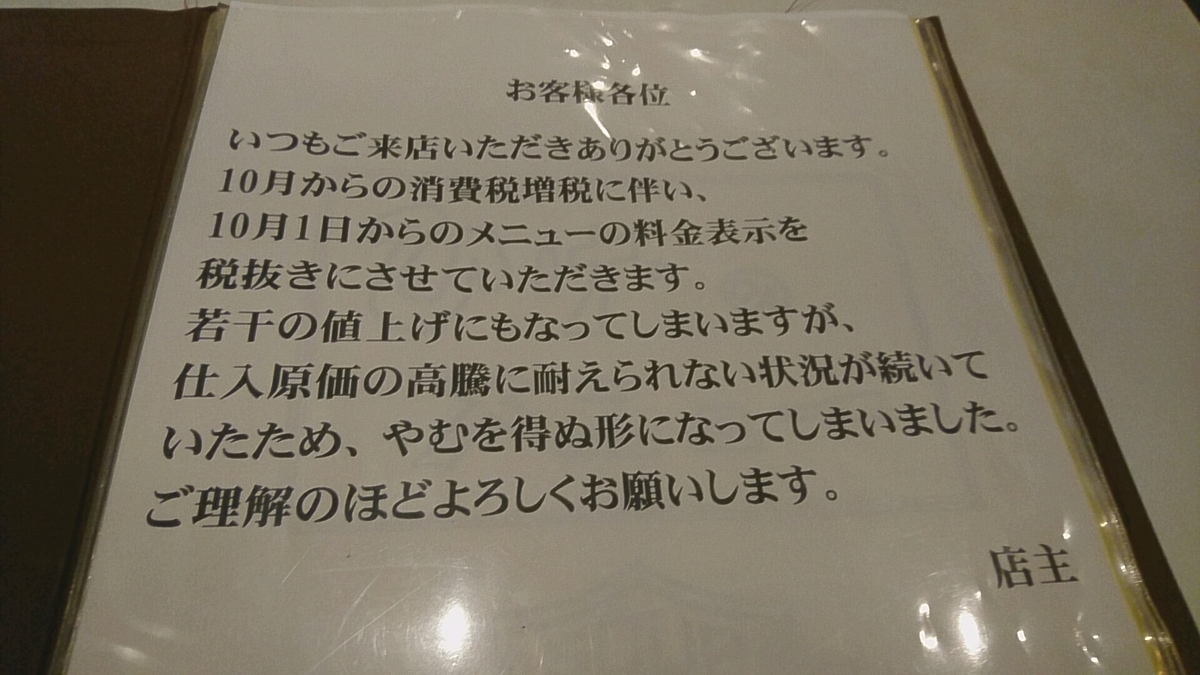 お客様各位
いつもご来店いただきありがとうございます。
10月からの消費税増税に伴い、
10月1日からのメニューの料金表示を
税抜きにさせていただきます。
若干の値上げにもなってしまいますが、
仕入原価の高騰に耐えられない状況が続いて
いたため、やむを得ぬ形になってしまいました。
ご理解のほどよろしくお願いします。
店主